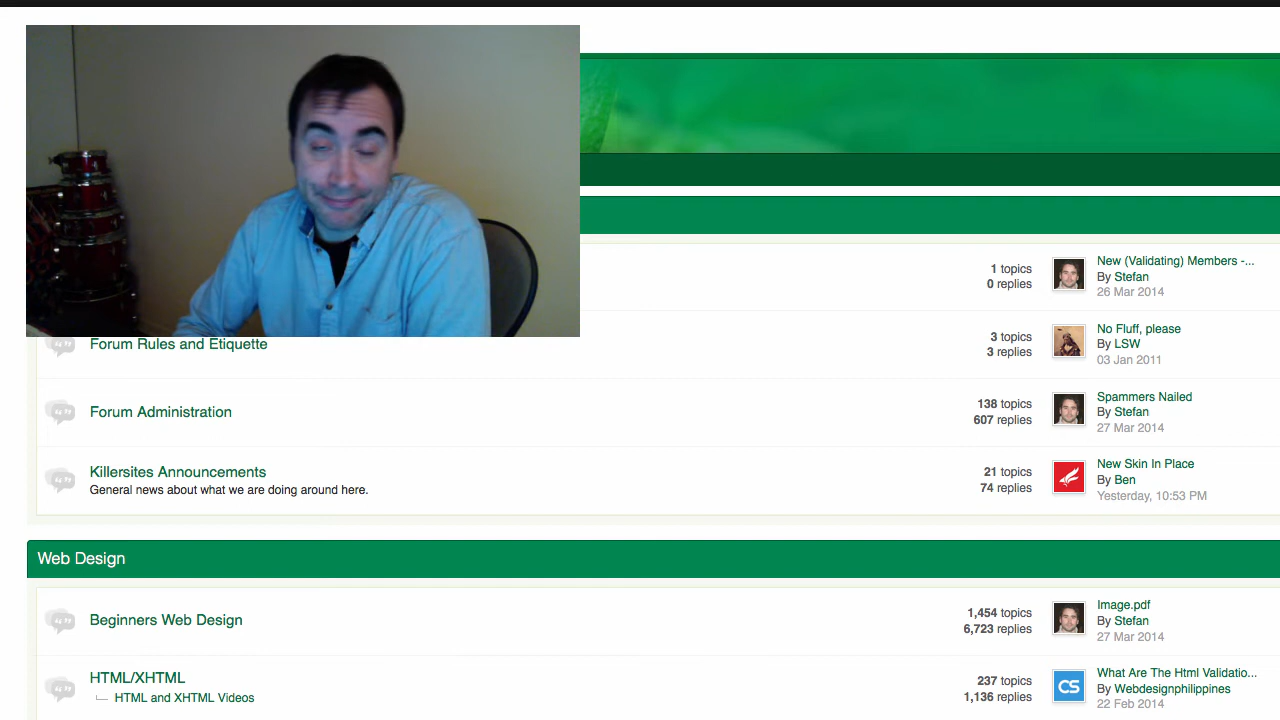 1 topics
0 replies
New (Validating) Members -...
By Stefan
26 Mar 2014
Forum Rules and Etiquette
3 topics
3 replies
No Fluff, please
By LSW
03 Jan 2011
Forum Administration
138 topics
607 replies
Spammers Nailed
By Stefan
27 Mar 2014
Killersites Announcements
General news about what we are doing around here.
21 topics
74 replies
New Skin In Place
By Ben
Yesterday, 10:53 PM
Web Design
Beginners Web Design
1,454 topics
6,723 replies
Image.pdf
By Stefan
27 Mar 2014
HTML/XHTML
HTML and XHTML Videos
237 topics
1,136 replies
CS
What Are The Html Validatio...
By Webdesignphilippines
22 Feb 2014